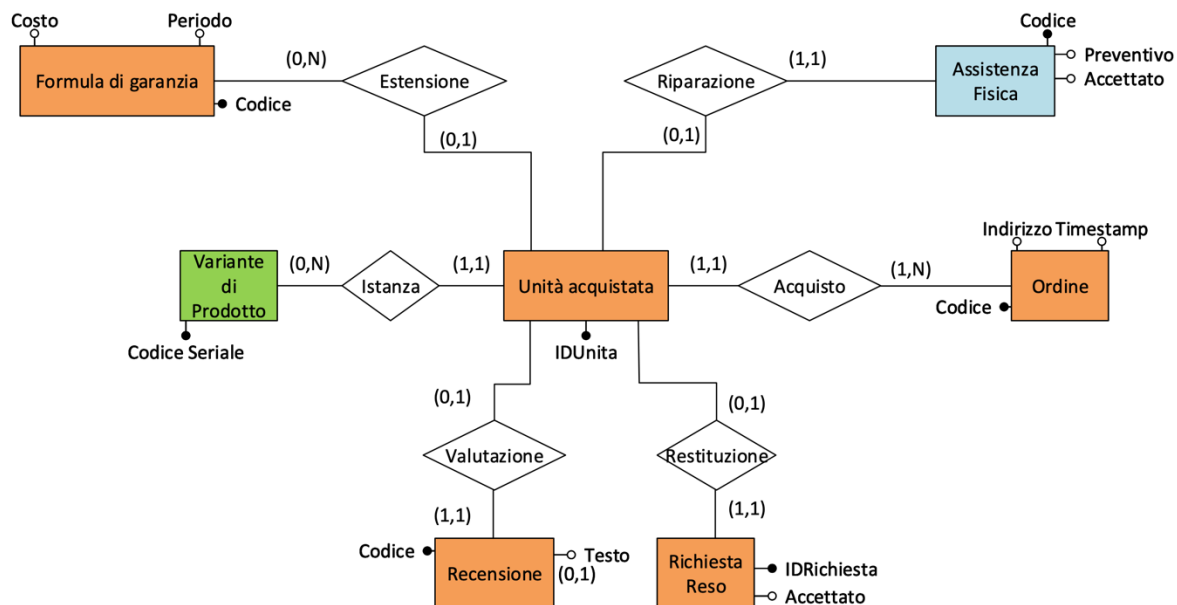 Costo
Periodo
Formula di garanzia
Codice
(0,N)
Estensione
(0,1)
Riparazione
(1,1)
(0,1)
Codice
Preventivo
Accettato
Assistenza
Fisica
Variante
di
Prodotto
Codice Seriale
(0,N)
Istanza
(1,1)
Unità acquistata
IDUnita
(1,1)
Acquisto
(1,N)
Indirizzo Timestamp
Ordine
Codice
(0,1)
Valutazione
(1,1)
Codice
Recensione
Testo
(0,1)
(0,1)
Restituzione
(1,1)
Richiesta
Reso
IDRichiesta
Accettato